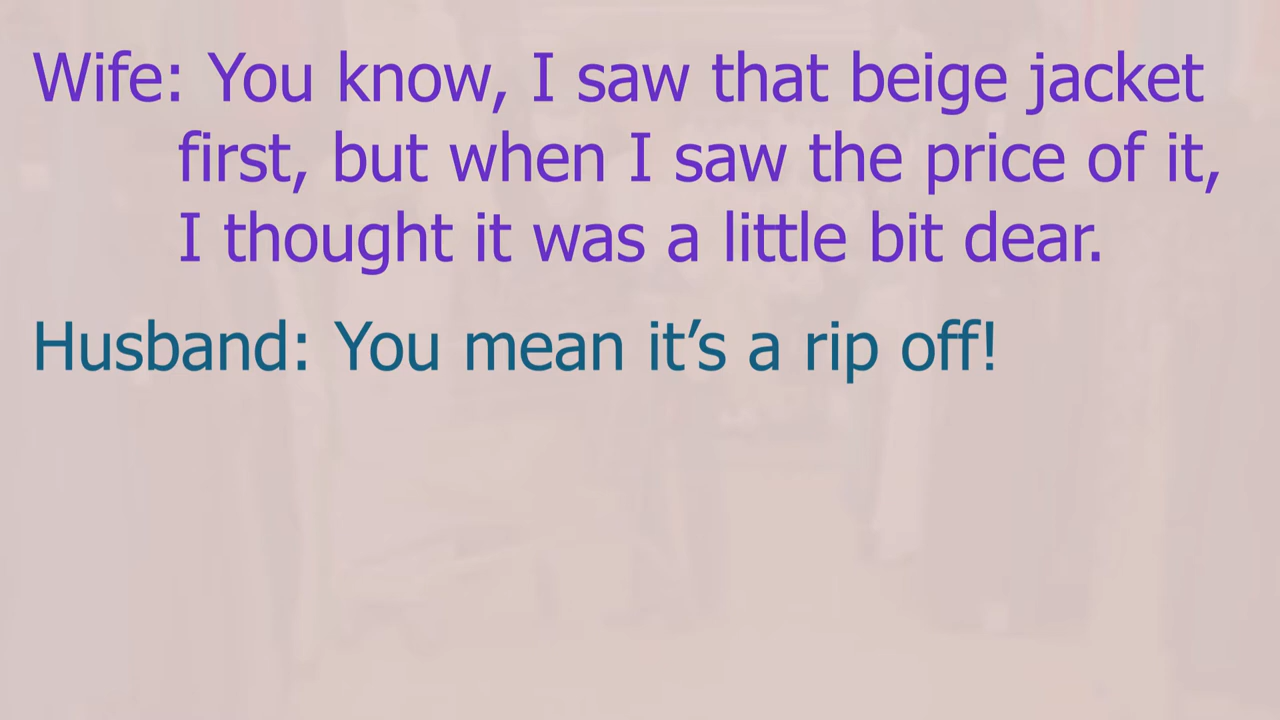 Wife: You know, I saw that beige jacket
first, but when I saw the price of it,
I thought it was a little bit dear.
Husband: You mean it’s a rip off!